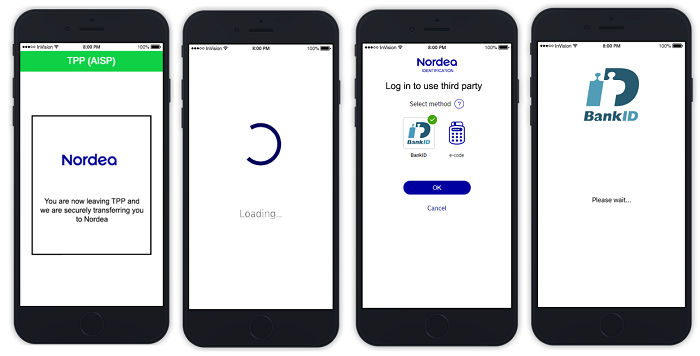 InVision 8:00 PM 100%
TPP (AISP)
Nordea
You are now leaving TPP and
we are securely transferring you
to Nordea
InVision 8:00 PM 100%
Loading...
InVision 8:00 PM 100%
Nordea
IDENTIFICATION
Log in to use third party
Select method ?
BankID
BankID e-code
OK
Cancel
InVision 8:00 PM 100%
BankID
Please wait...